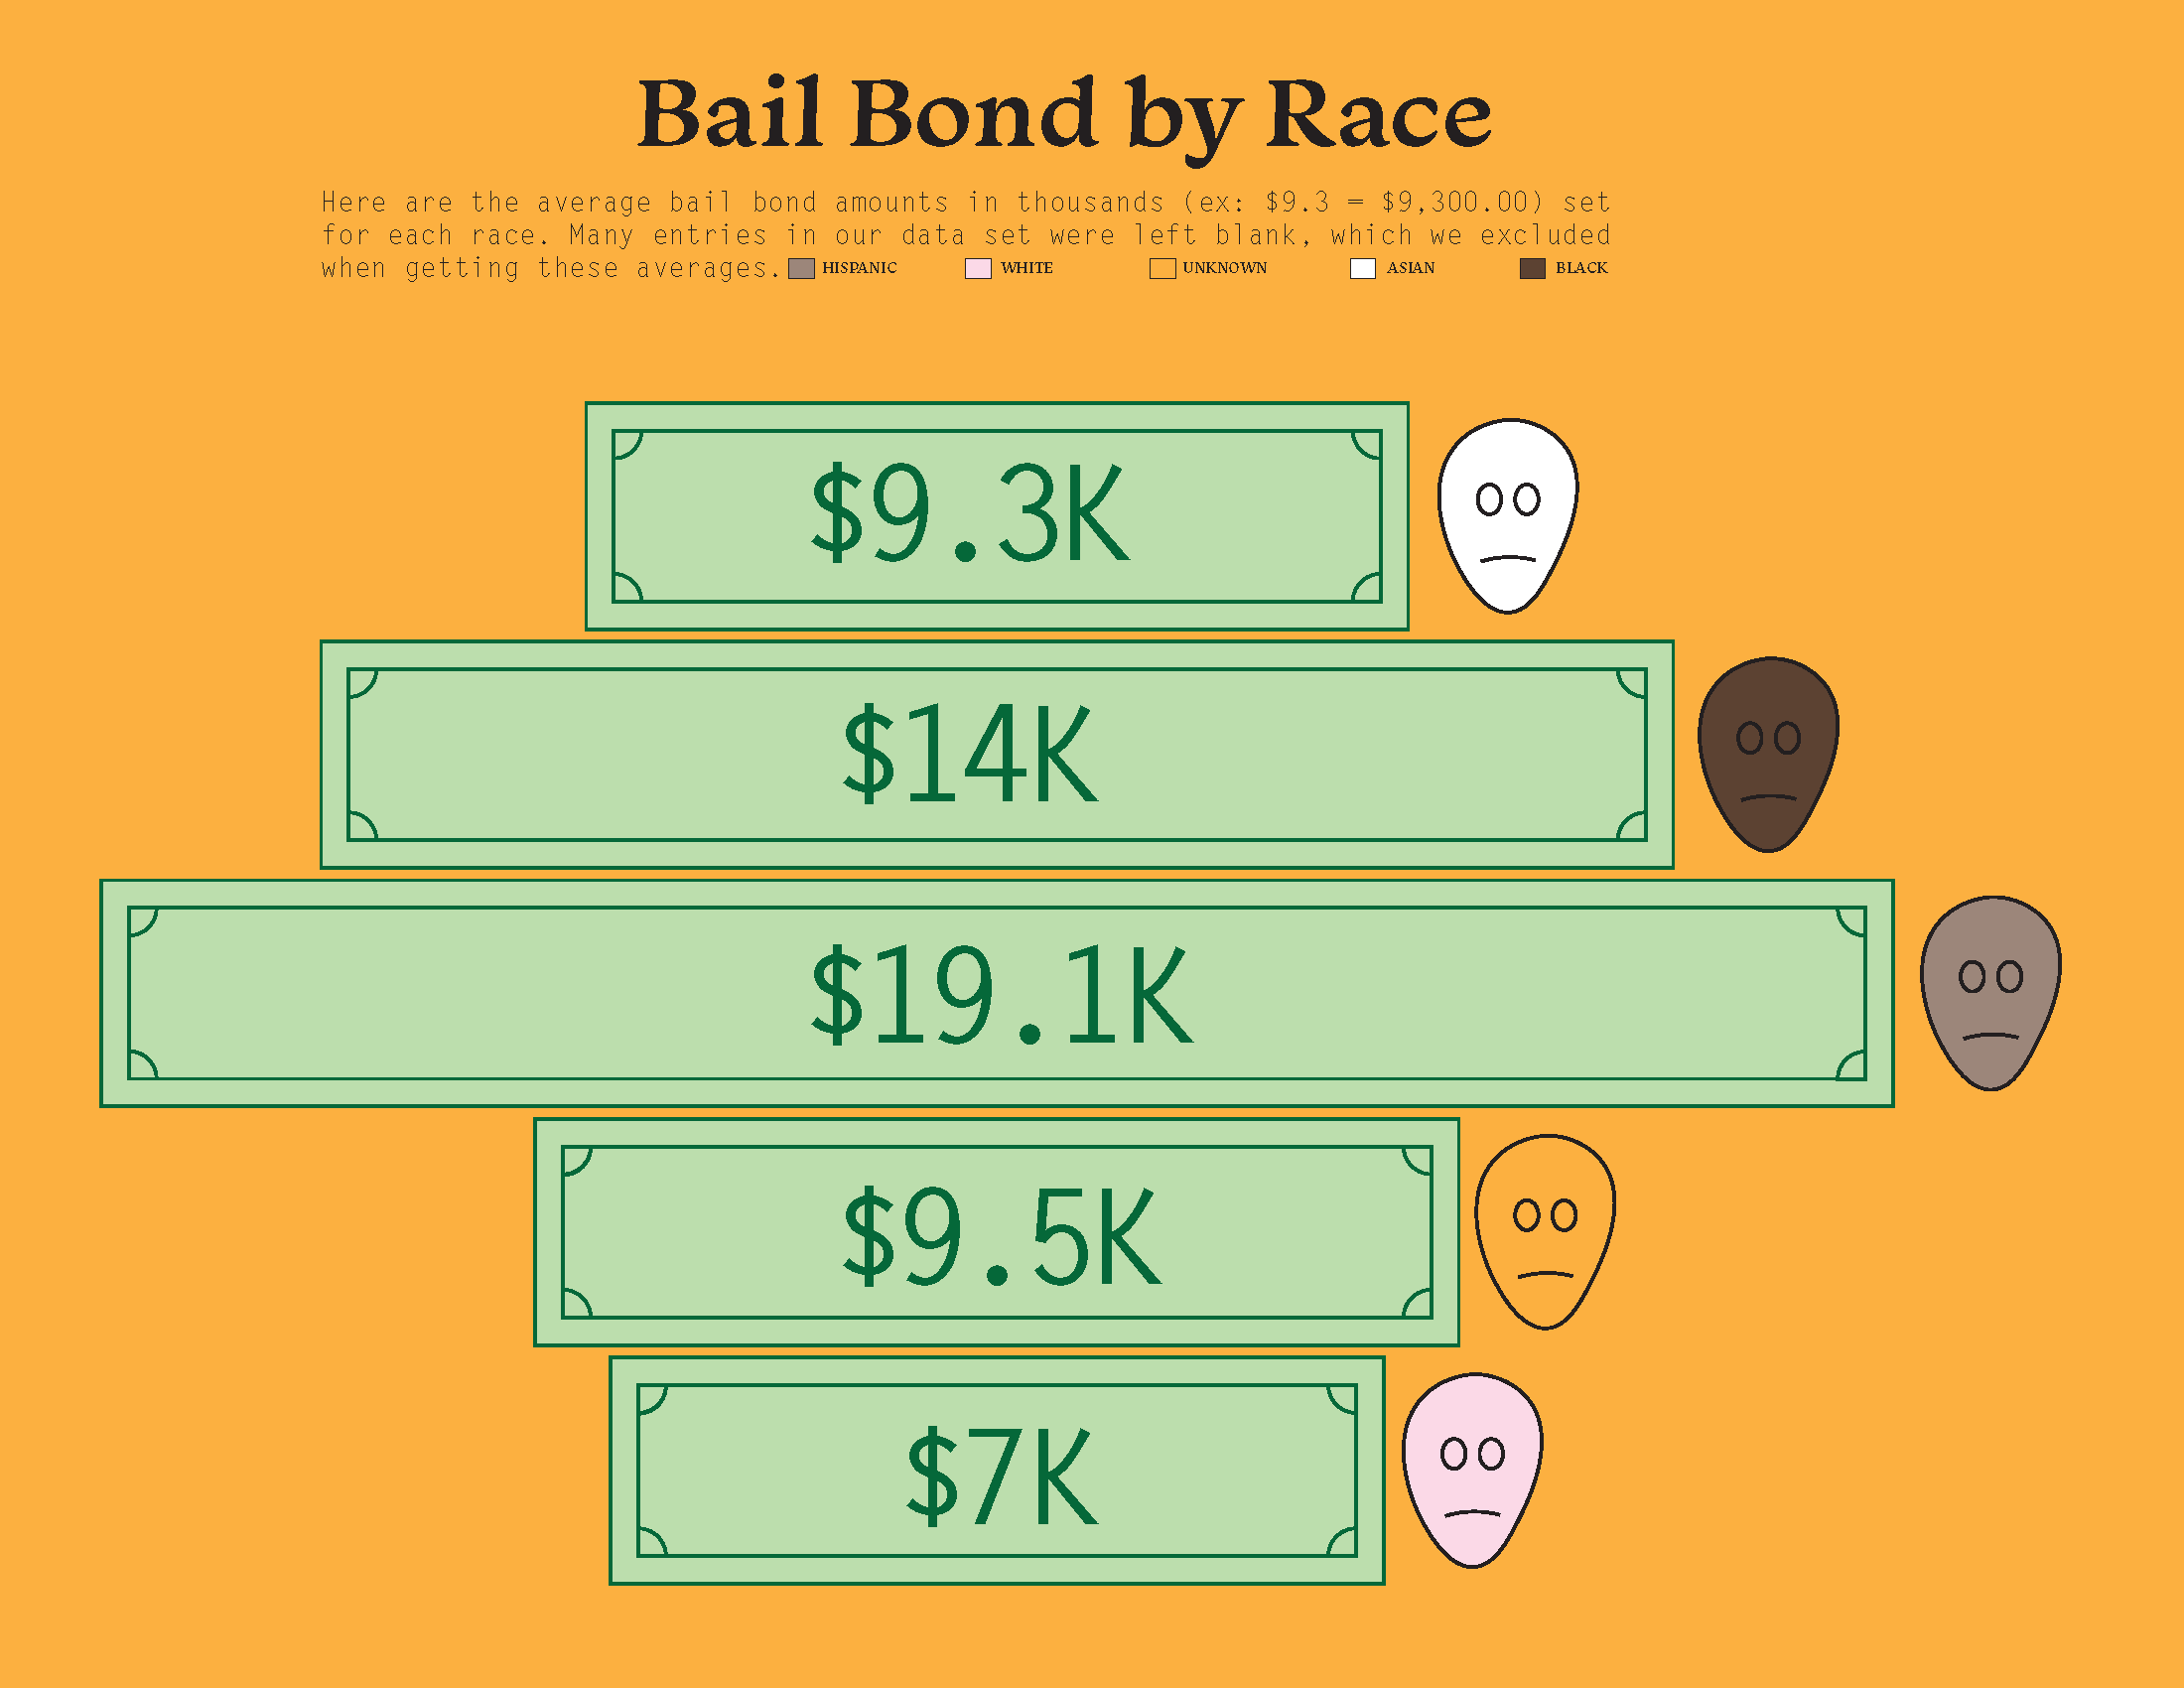 Bail Bond by Race
Here are the average bail bond amounts in thousands (ex: $9.3 = $9,300.00) set
for each race. Many entries in our data set were left blank, which we excluded
when getting these averages. HISPANIC WHITE UNKNOWN ASIAN BLACK
$9.3K
$14K
$19.1K
$9.5K
$7K